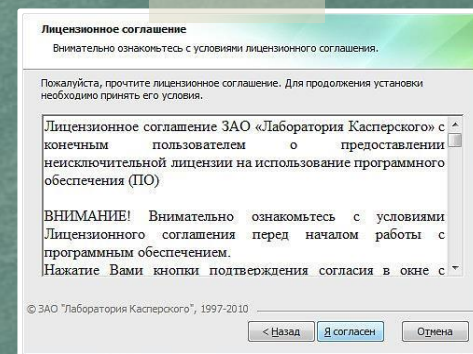 Лицензионное соглашение
Внимательно ознакомьтесь с условиями лицензионного соглашения.
Пожалуйста, прочтите лицензионное соглашение. Для продолжения установки
необходимо принять его условия.
Лицензионное соглашение ЗАО «Лаборатория Касперского» с
конечным пользователем о предоставлении
неисключительной лицензии на использование программного
обеспечения (ПО)
ВНИМАНИЕ! Внимательно ознакомьтесь с условиями
Лицензионного соглашения перед началом работы с
программным обеспечением.
Нажатие Вами кнопки подтверждения согласия в окне с
© ЗАО "Лаборатория Касперского", 1997-2010
< Назад Я согласен Отмена